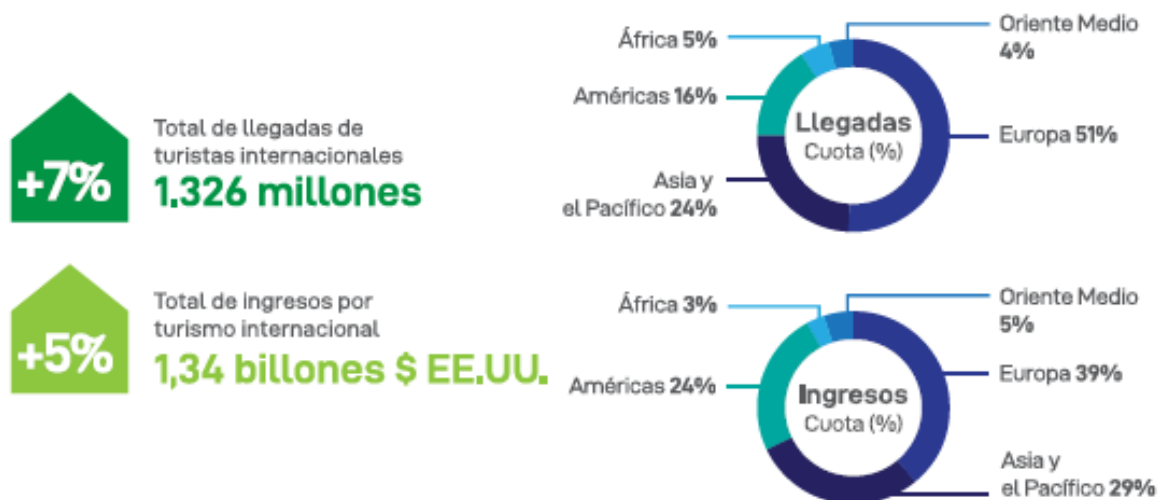 +7%
Total de llegadas de
turistas internacionales
1.326 millones
África 5%
Américas 16%
Asia y
el Pacífico 24%
Llegadas
Cuota (%)
Oriente Medio
4%
Europa 51%
+5%
Total de ingresos por
turismo internacional
1,34 billones $ EE.UU.
África 3%
Américas 24%
Ingresos
Cuota (%)
Oriente Medio
5%
Europa 39%
Asia y
el Pacífico 29%